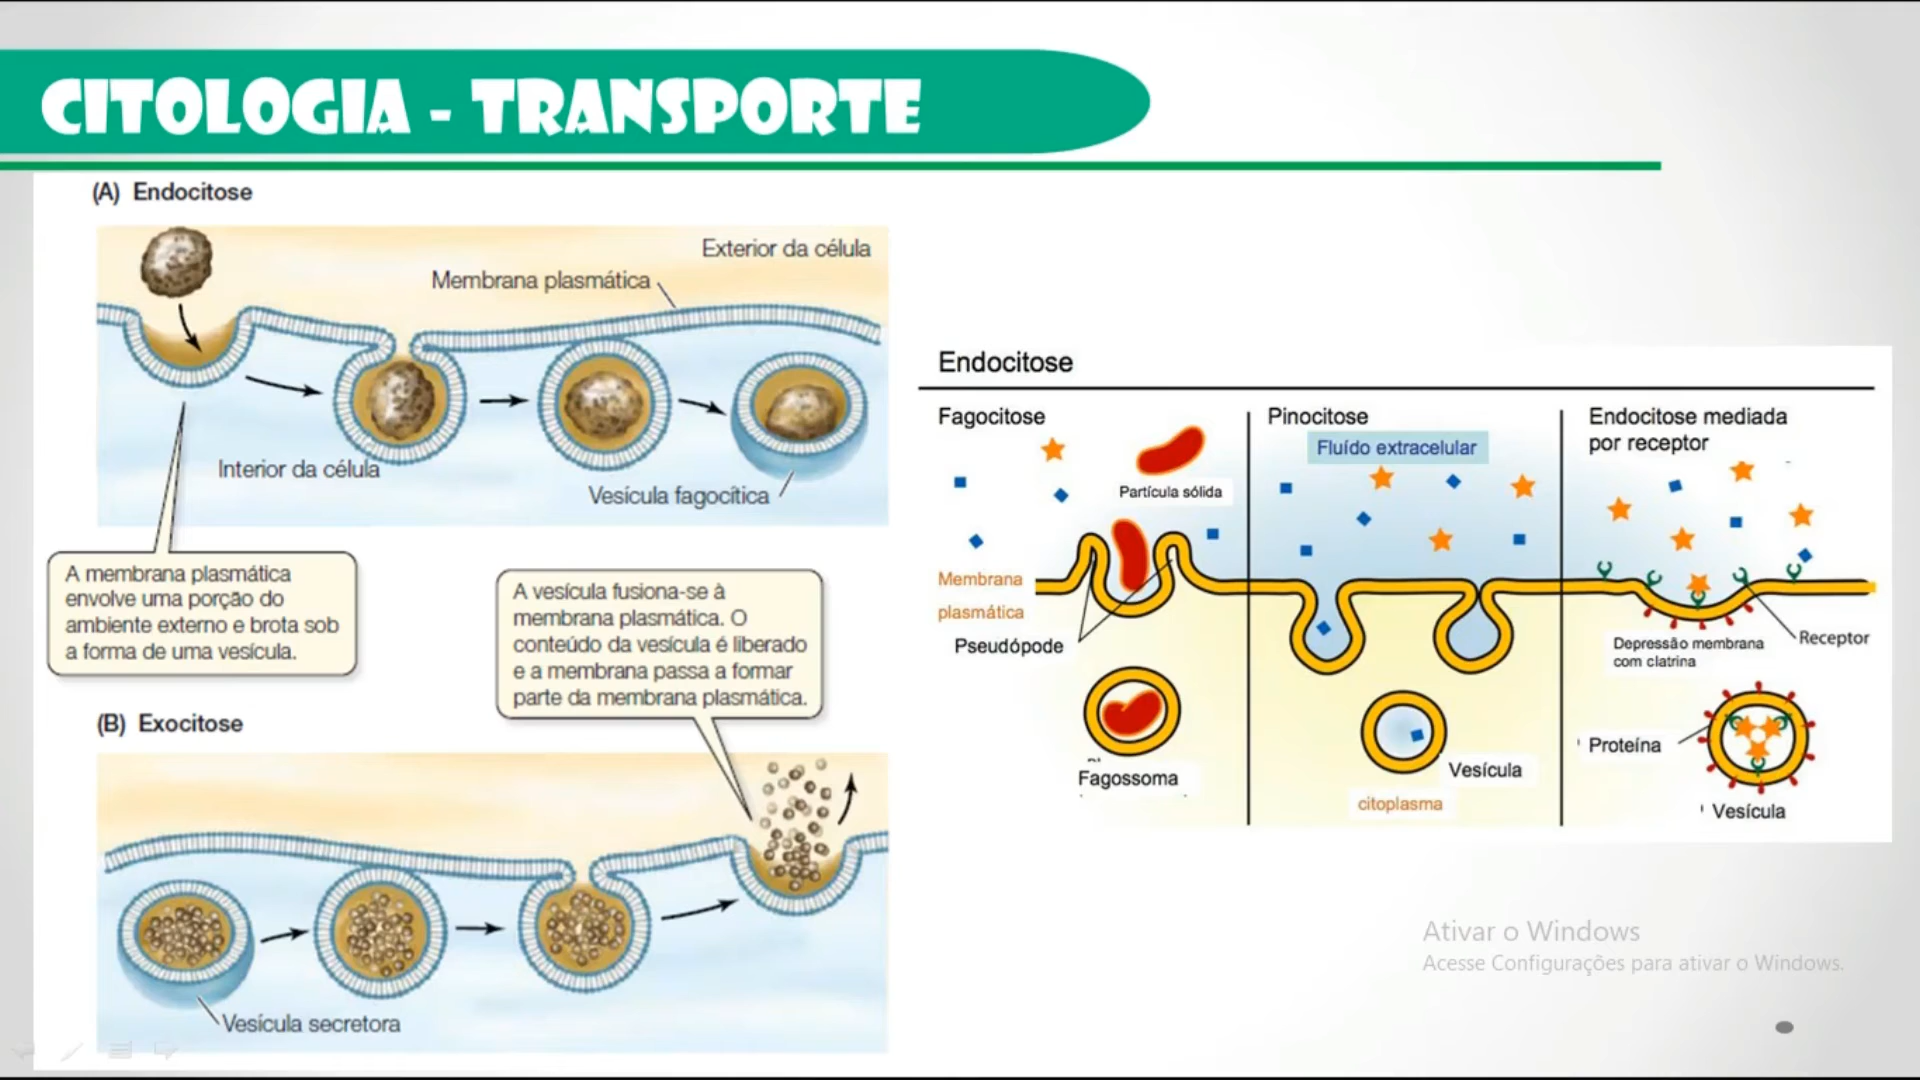 CITOLOGIA - TRANSPORTE
(A) Endocitose
Exterior da célula
Membrana plasmática
Interior da célula
Vesícula fagocítica
A membrana plasmática
envolve uma porção do
ambiente externo e brota sob
a forma de uma vesícula.
A vesícula fusiona-se à
membrana plasmática. O
conteúdo da vesícula é liberado
e a membrana passa a formar
parte da membrana plasmática.
(B) Exocitose
Vesícula secretora
Endocitose
Fagocitose
Partícula sólida
Membrana
plasmática
Pseudópode
Fagossoma
Pinocitose
Fluído extracelular
Vesícula
citoplasma
Endocitose mediada
por receptor
Depressão membrana
com clatrina
Receptor
Proteína
Vesícula
Ativar o Windows
Acesse Configurações para ativar o Windows.